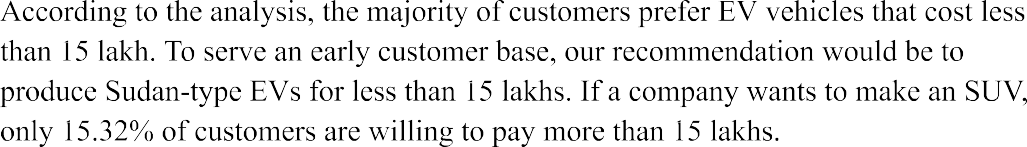 According to the analysis, the majority of customers prefer EV vehicles that cost less
than 15 lakh. To serve an early customer base, our recommendation would be to
produce Sudan-type EVs for less than 15 lakhs. If a company wants to make an SUV,
only 15.32% of customers are willing to pay more than 15 lakhs.